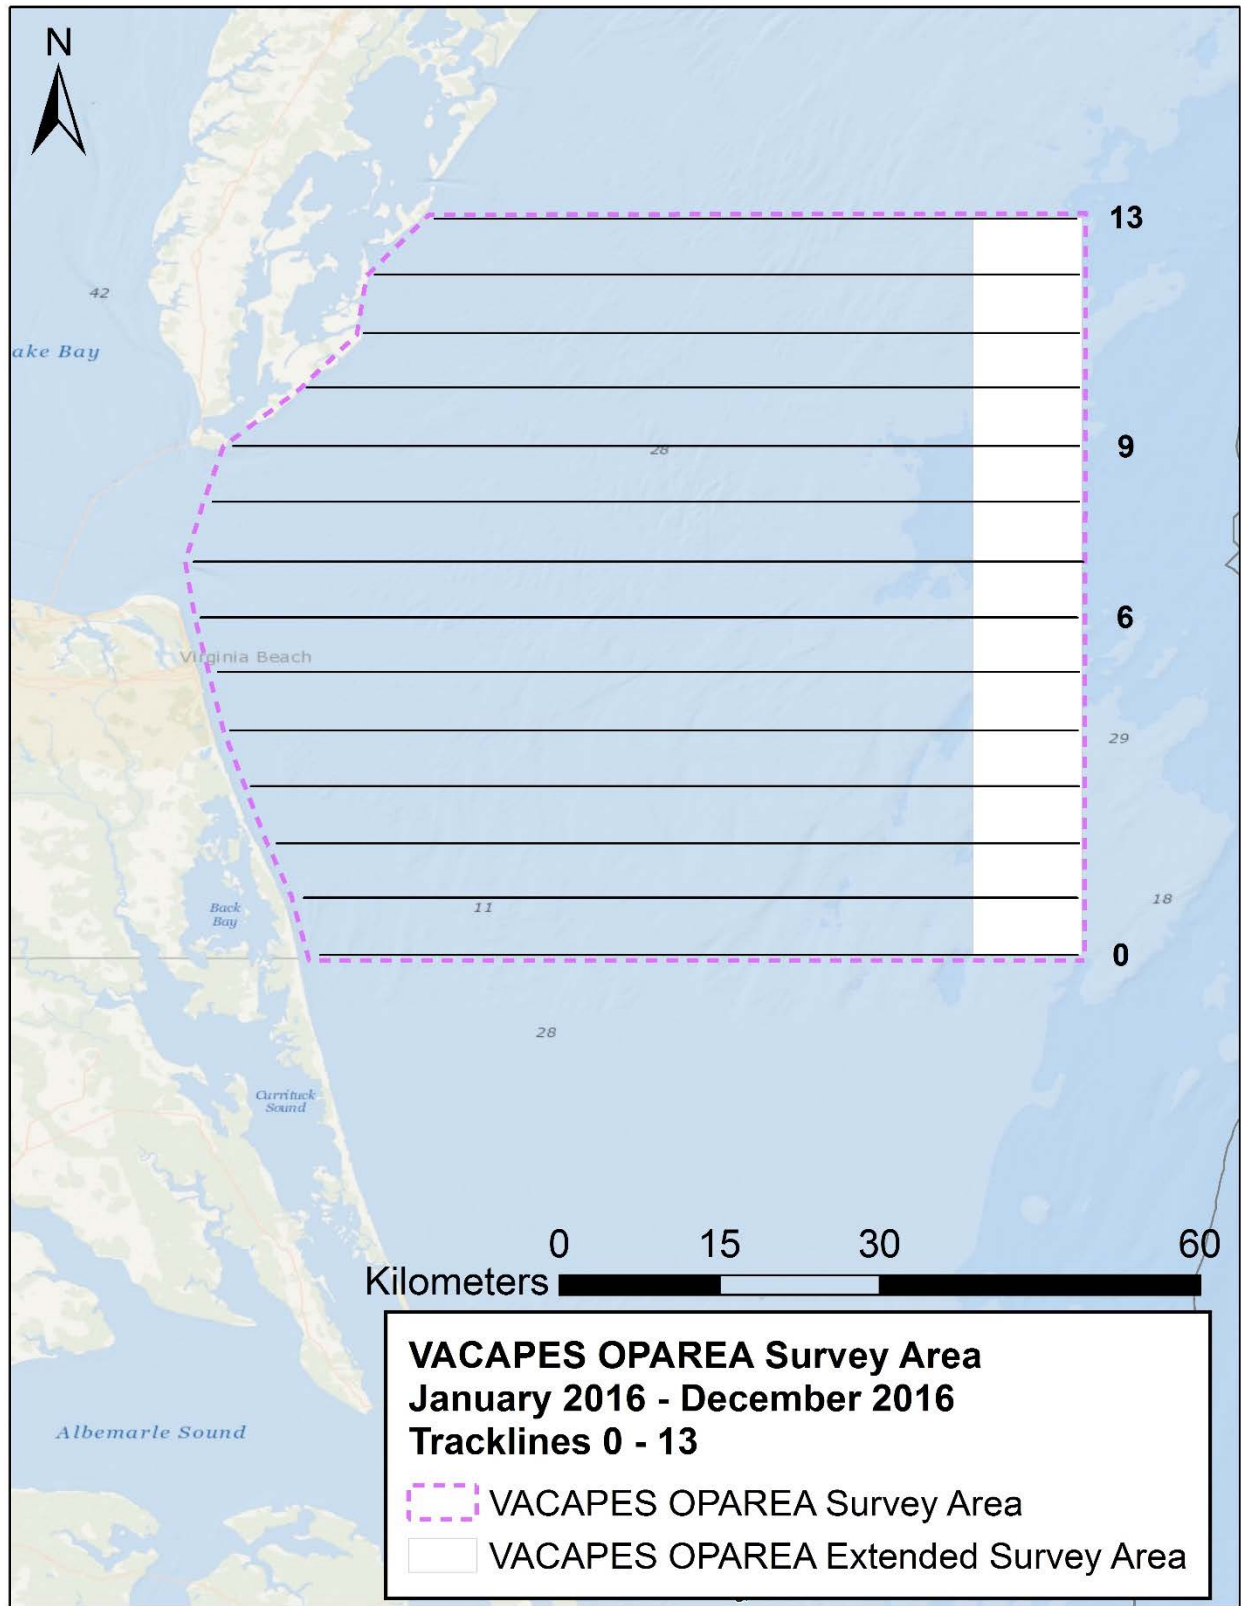 N
13
42
ake Bay
9
28
6
Virginia Beach
29
18
Back
Bay
11
0
28
Currituck
Sound
0 15 30 60
Kilometers
VACAPES OPAREA Survey Area
January 2016 - December 2016
Tracklines 0 - 13
Albemarle Sound
VACAPES OPAREA Survey Area
VACAPES OPAREA Extended Survey Area